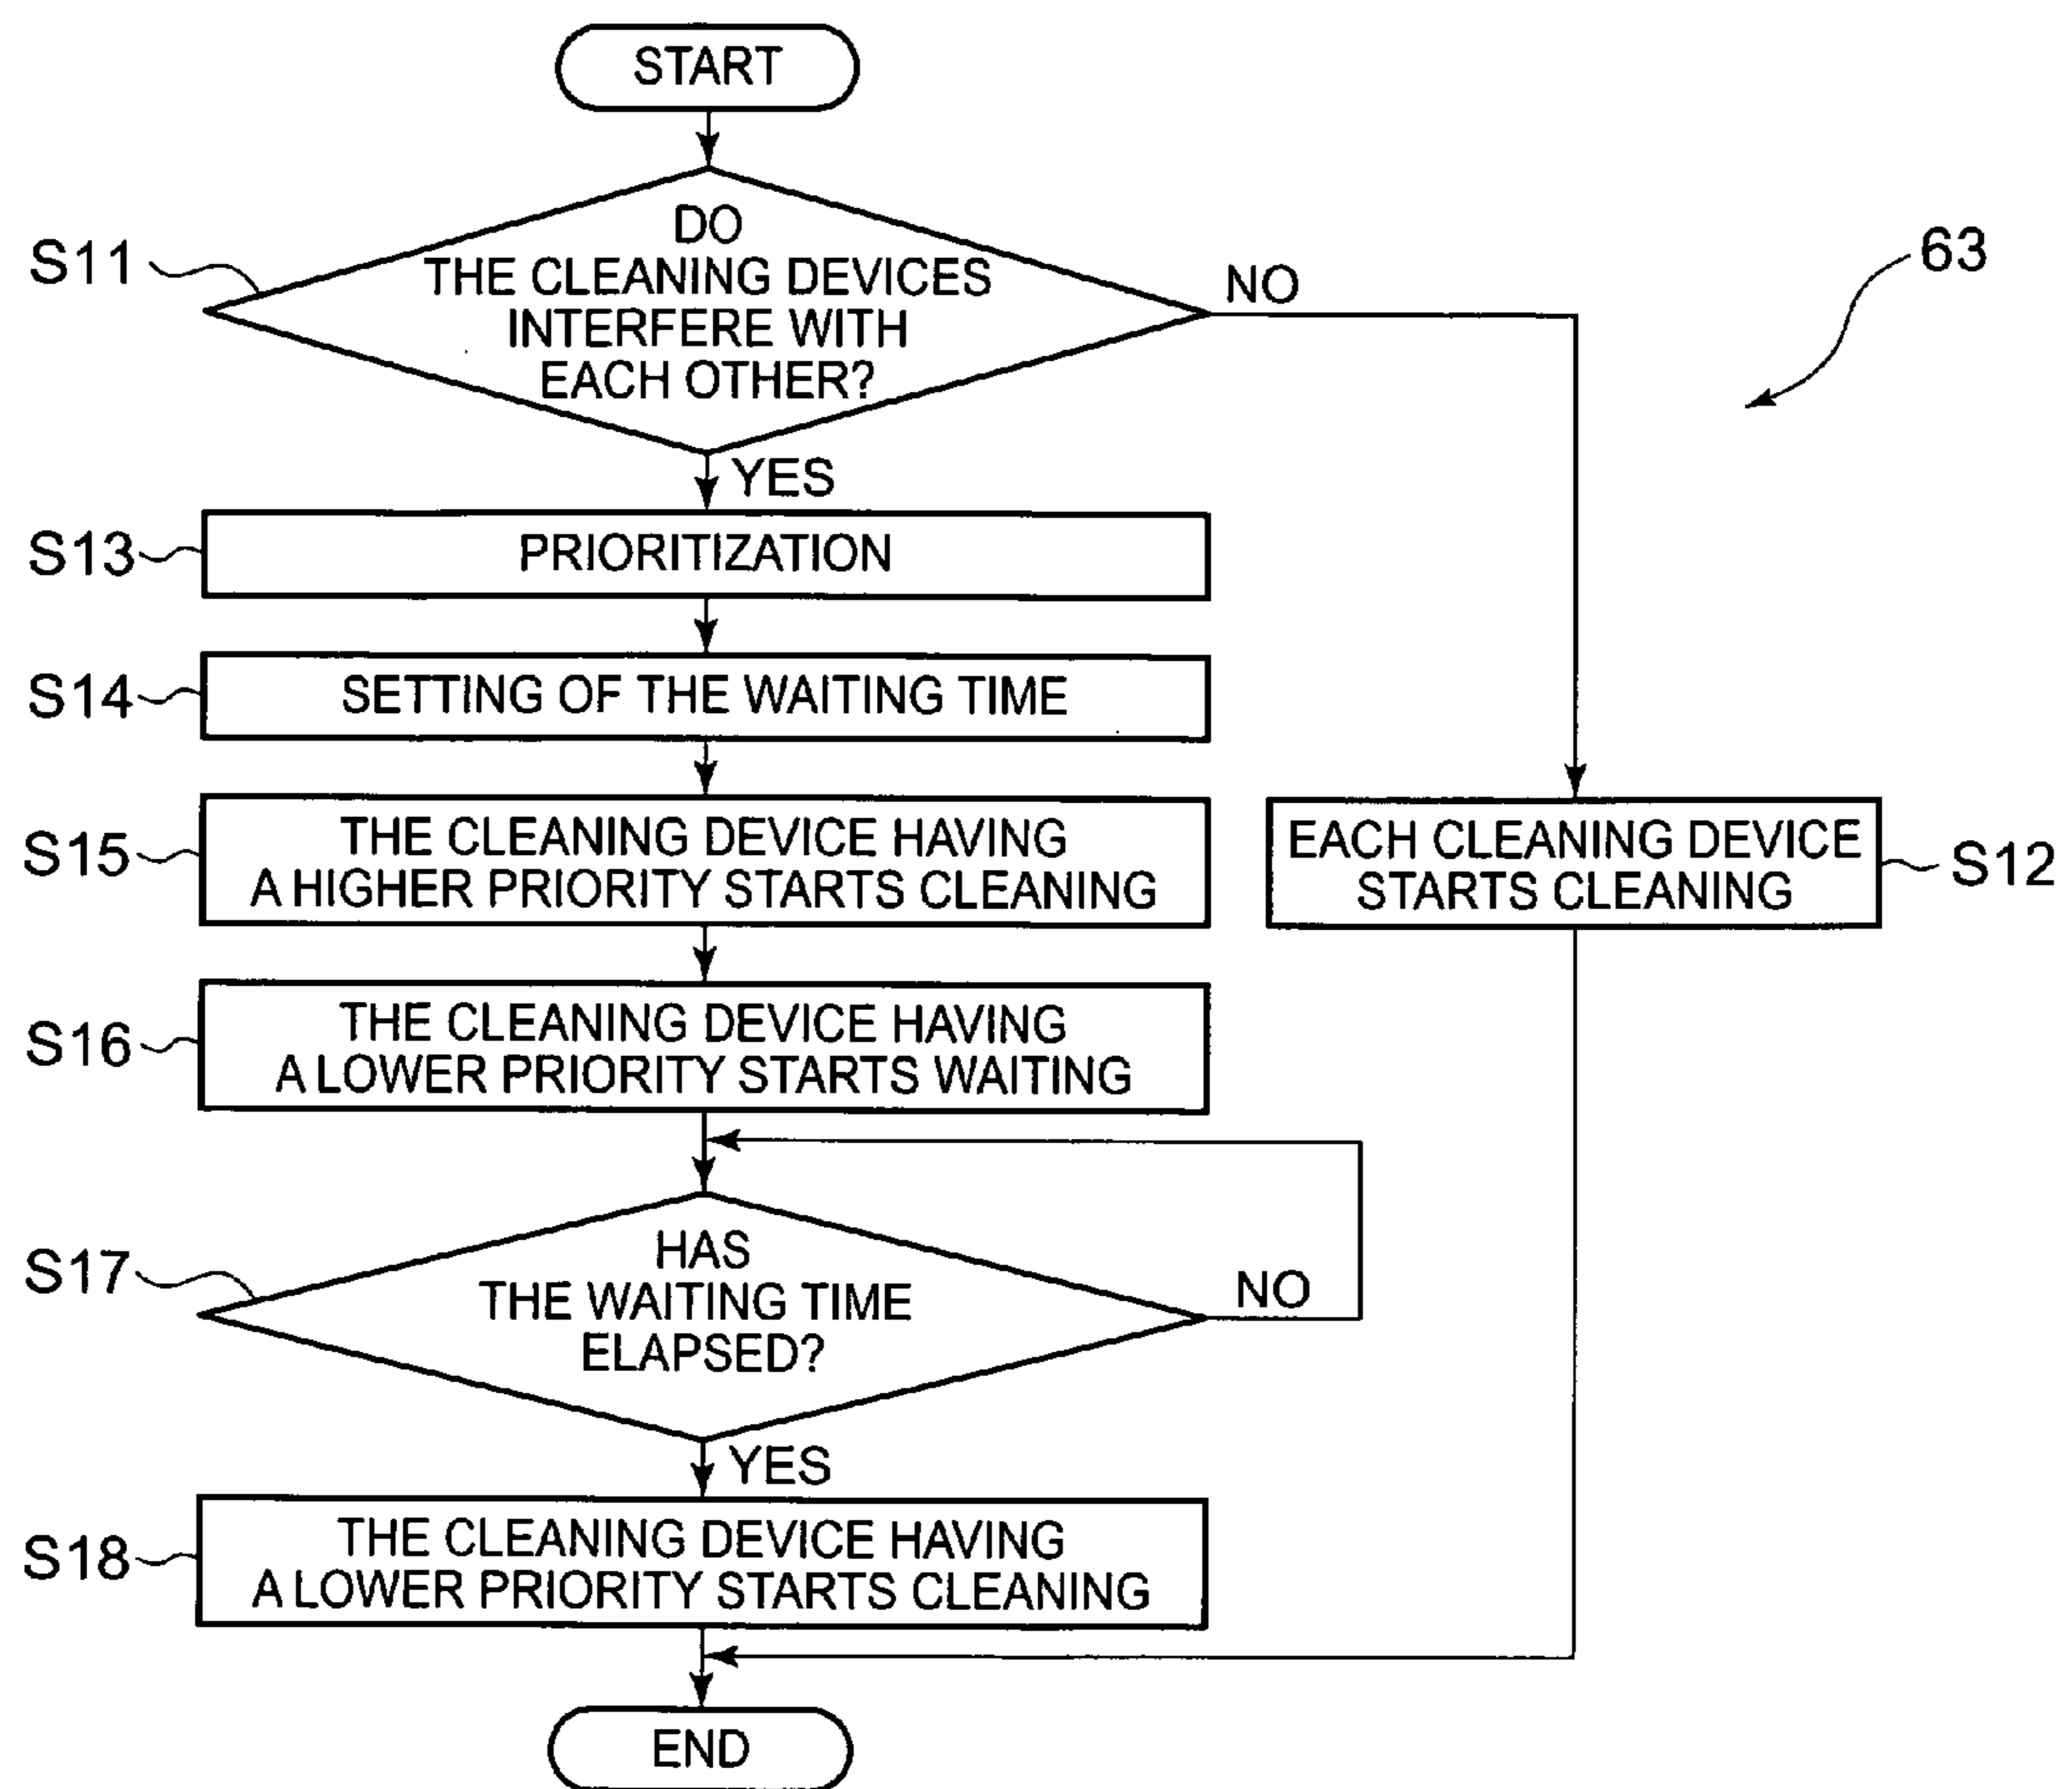 START
S11
DO
THE CLEANING DEVICES
INTERFERE WITH
EACH OTHER?
NO
63
YES
S13
PRIORITIZATION
S14
SETTING OF THE WAITING TIME
S15
THE CLEANING DEVICE HAVING
A HIGHER PRIORITY STARTS CLEANING
EACH CLEANING DEVICE
STARTS CLEANING
S12
S16
THE CLEANING DEVICE HAVING
A LOWER PRIORITY STARTS WAITING
S17
HAS
THE WAITING TIME
ELAPSED?
NO
YES
S18
THE CLEANING DEVICE HAVING
A LOWER PRIORITY STARTS CLEANING
END